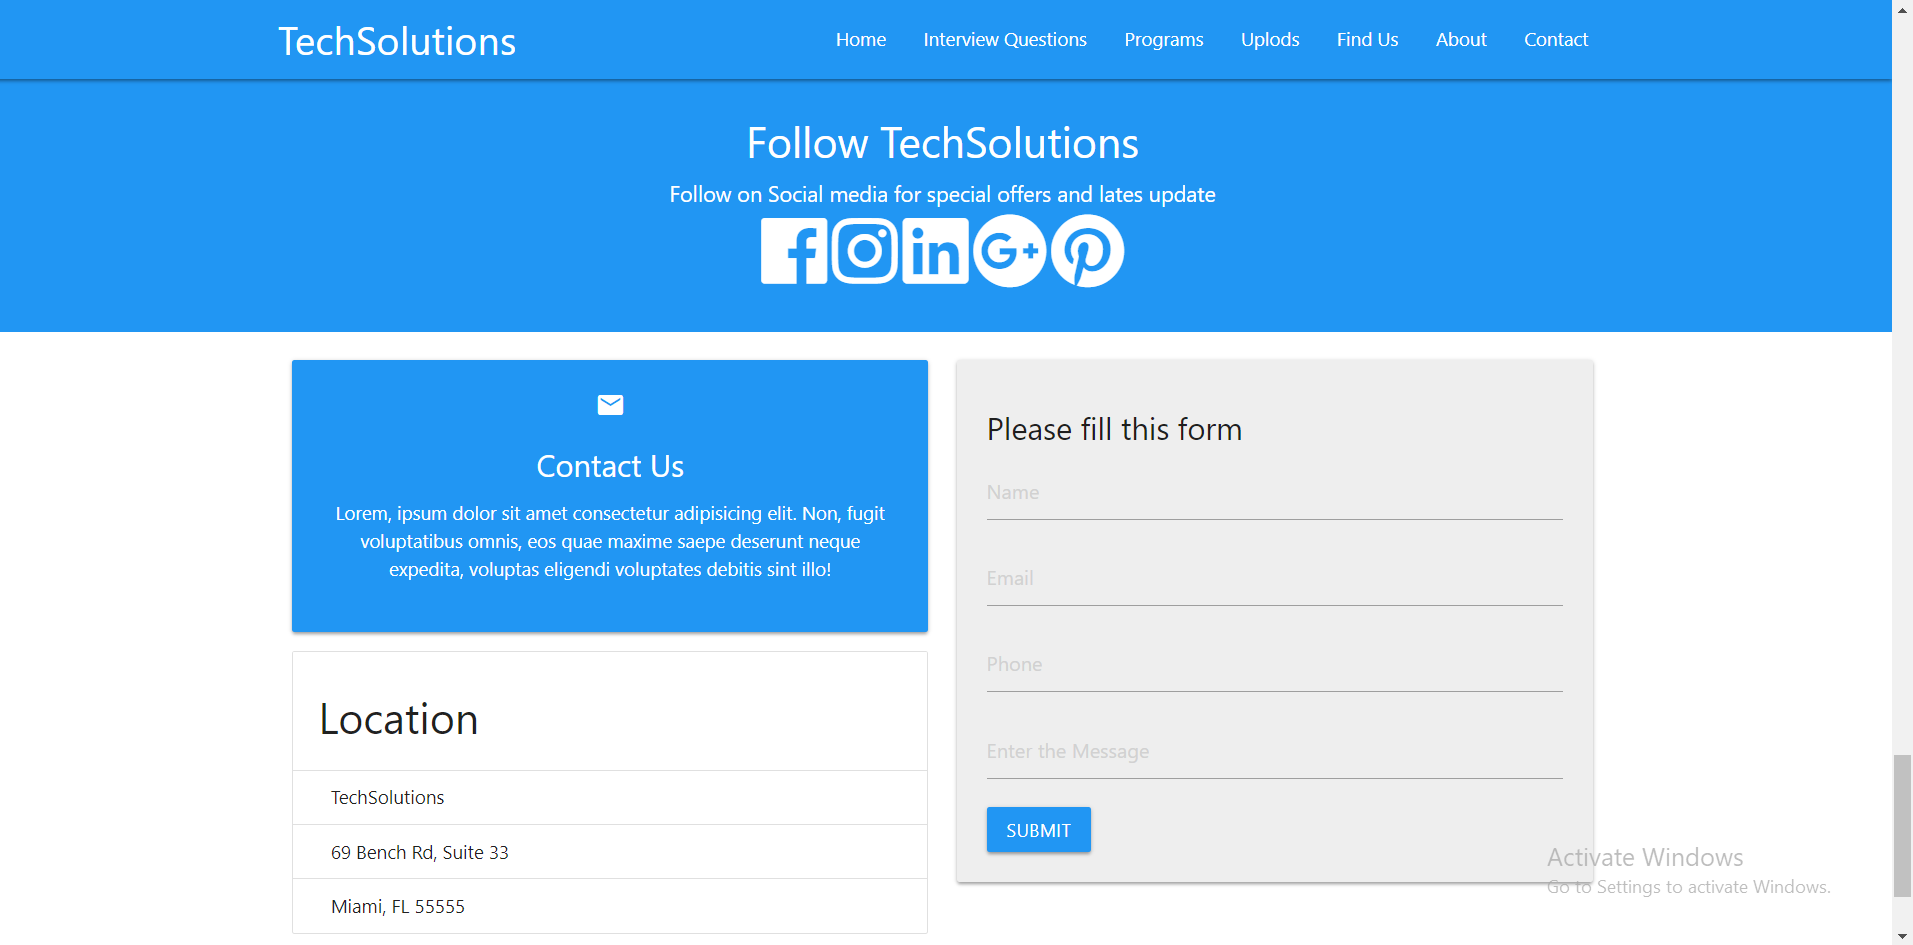 TechSolutions
Home Interview Questions Programs Uplods Find Us About Contact
Follow TechSolutions
Follow on Social media for special offers and lates update
Contact Us
Lorem, ipsum dolor sit amet consectetur adipisicing elit. Non, fugit
voluptatibus omnis, eos quae maxime saepe deserunt neque
expedita, voluptas eligendi voluptates debitis sint illo!
Location
TechSolutions
69 Bench Rd, Suite 33
Miami, FL 55555
Please fill this form
Name
Email
Phone
Enter the Message
SUBMIT
Activate Windows
Go to Settings to activate Windows.